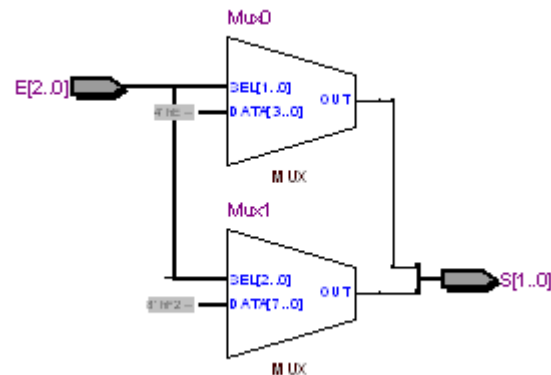 Mux0
E[2..0]
SEL[1..0]
OUT
DATA[3..0]
MUX
Mux1
SEL[2..0]
OUT
S[1..0]
DATA[7..0]
MUX